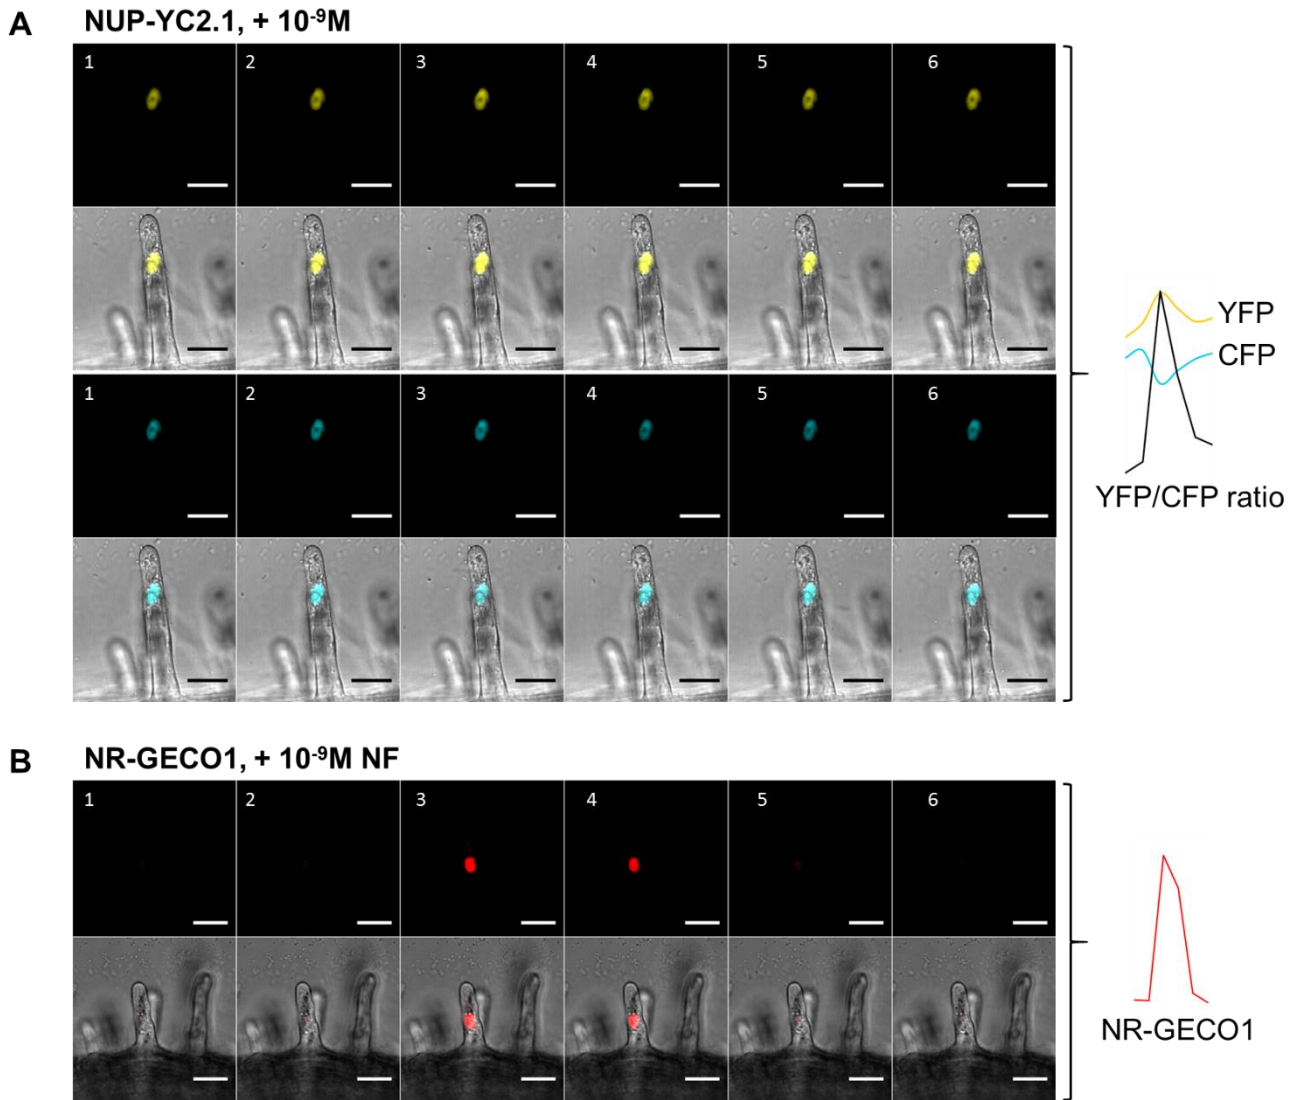 A NUP-YC2.1, + 10⁻⁹M
1 2 3 4 5 6
YFP
CFP
1 2 3 4 5 6
YFP/CFP ratio
B NR-GECO1, + 10⁻⁹M NF
1 2 3 4 5 6
NR-GECO1